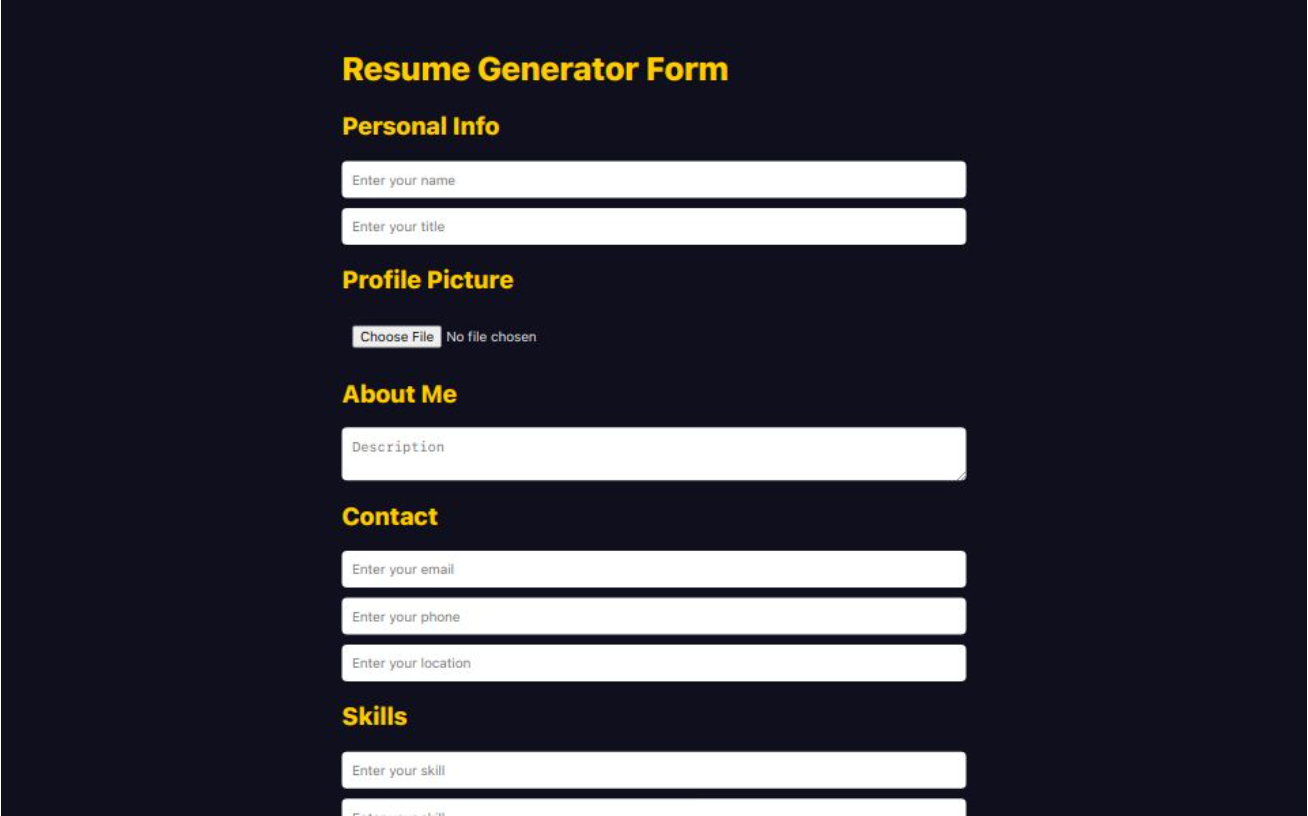 Resume Generator Form
Personal Info
Enter your name
Enter your title
Profile Picture
Choose File No file chosen
About Me
Description
Contact
Enter your email
Enter your phone
Enter your location
Skills
Enter your skill